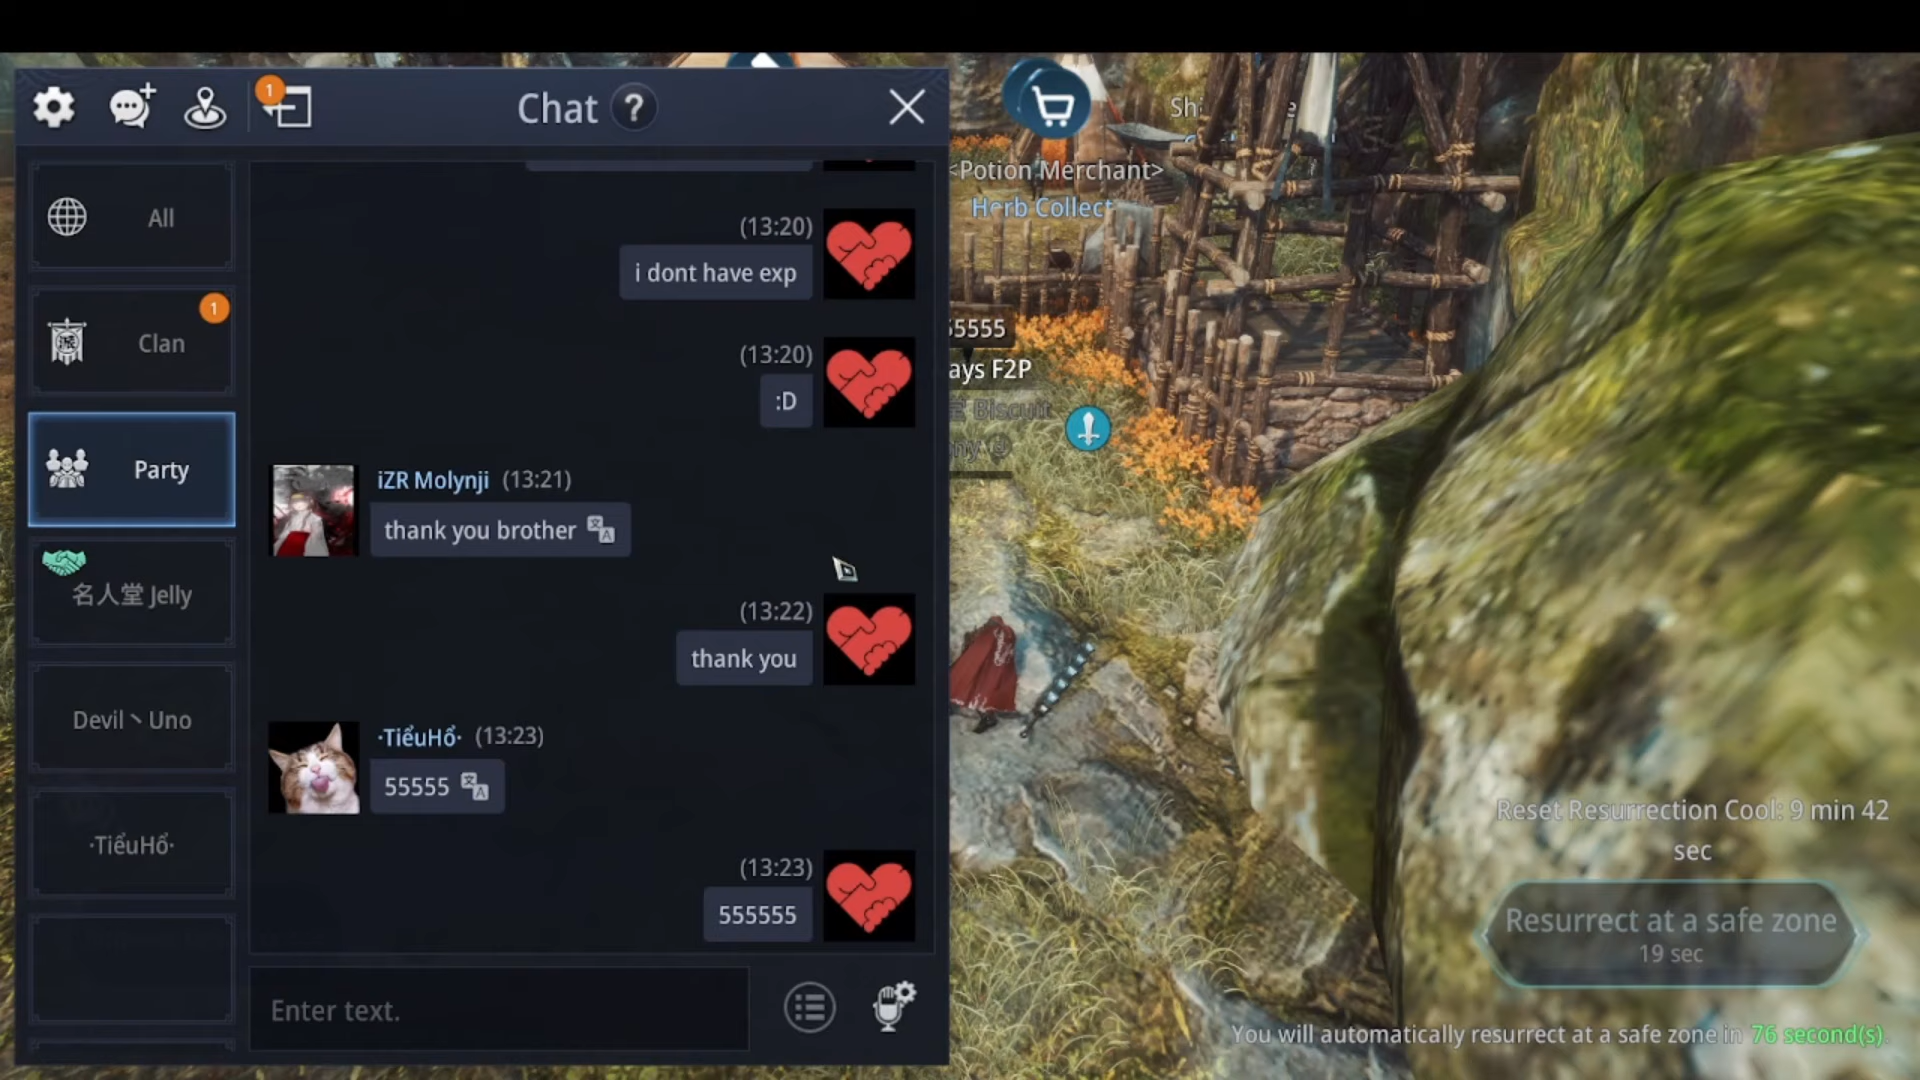 1
Chat ?
All
Clan
1
Party
名人堂 Jelly
Devil丶Uno
·TiểuHổ·
(13:20)
i dont have exp
(13:20)
:D
iZR Molynji (13:21)
thank you brother
(13:22)
thank you
·TiểuHổ· (13:23)
55555
(13:23)
555555
Enter text.
<Potion Merchant>
Herb Collect
55555
ays F2P
Biscuit
Reset Resurrection Cool: 9 min 42
sec
Resurrect at a safe zone
19 sec
You will automatically resurrect at a safe zone in 76 second(s).